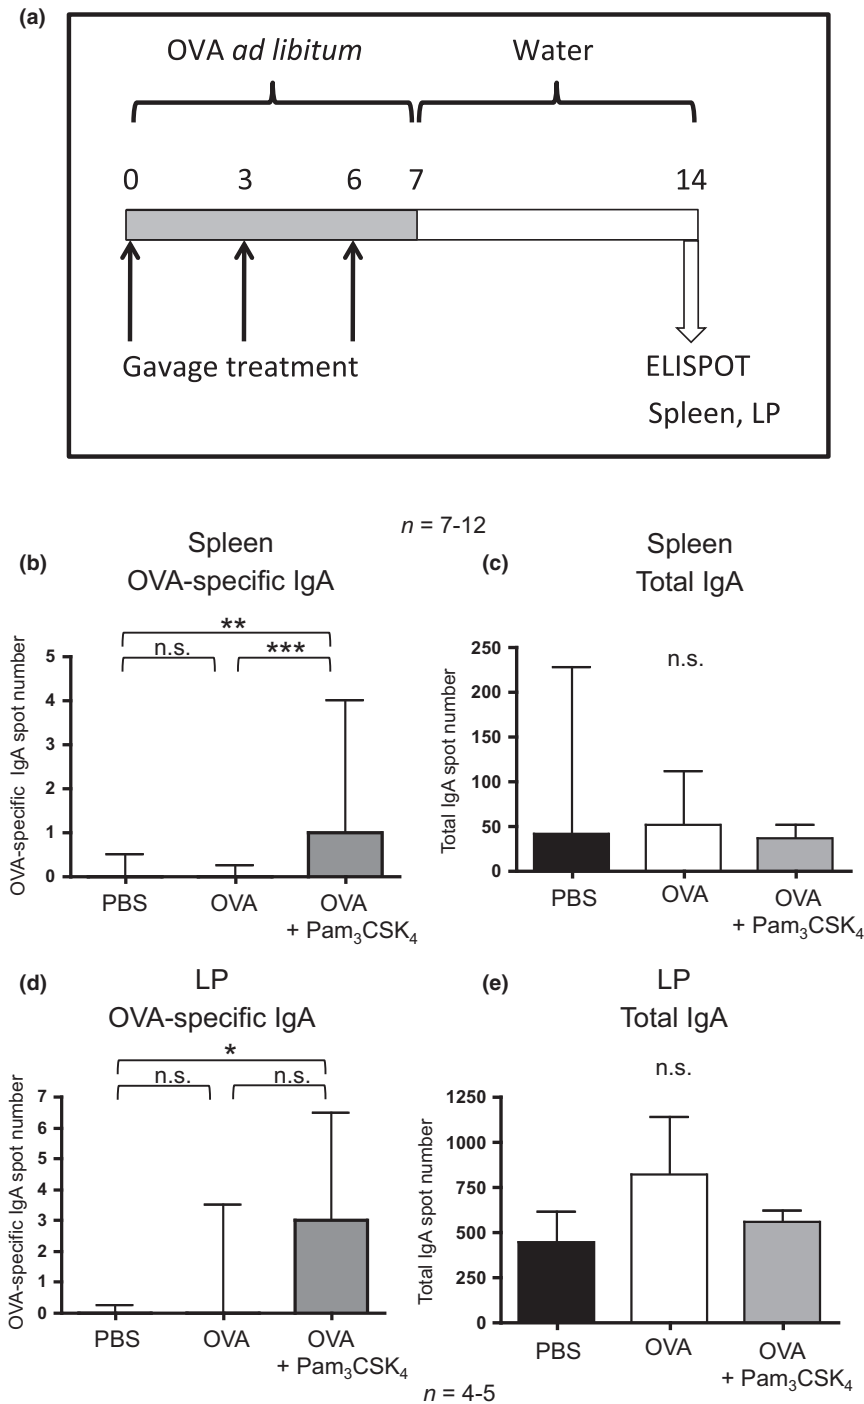 (a)
OVA ad libitum Water
0 3 6 7 14
Gavage treatment
ELISPOT
Spleen, LP
n = 7-12
(b)
Spleen
OVA-specific IgA
**
n.s.
***
OVA-specific IgA spot number
5
4
3
2
1
0
PBS
OVA
OVA
+ Pam3CSK4
(c)
Spleen
Total IgA
n.s.
Total IgA spot number
250
200
150
100
50
0
PBS
OVA
OVA
+ Pam3CSK4
(d)
LP
OVA-specific IgA
*
n.s.
n.s.
OVA-specific IgA spot number
7
6
5
4
3
2
1
0
PBS
OVA
OVA
+ Pam3CSK4
(e)
LP
Total IgA
n.s.
Total IgA spot number
1250
1000
750
500
250
0
PBS
OVA
OVA
+ Pam3CSK4
n = 4-5